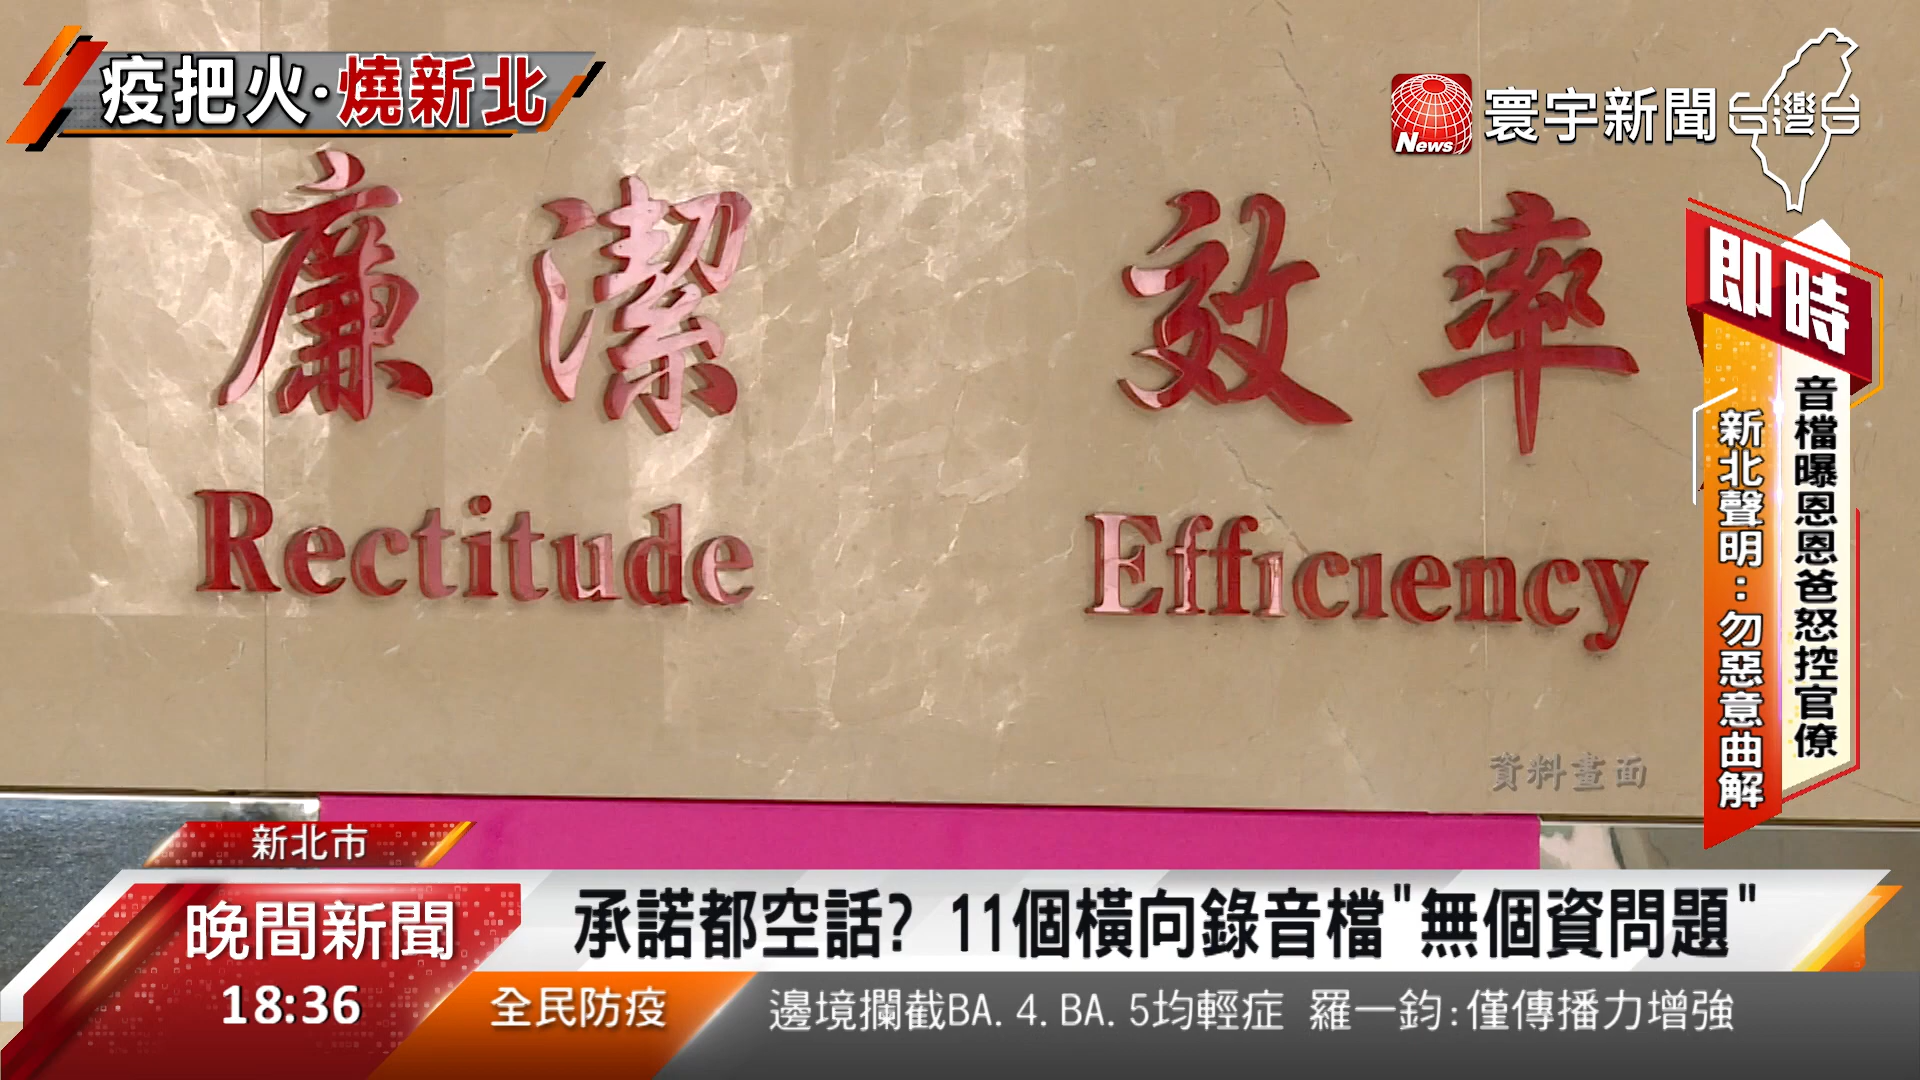 疫把火·燒新北
News 寰宇新聞 台灣台
廉潔 效率
Rectitude Efficiency
即時
音檔曝恩恩爸怒控官僚
新北聲明:勿惡意曲解
資料畫面
新北市
晚間新聞
承諾都空話? 11個橫向錄音檔"無個資問題"
18:36
全民防疫
邊境攔截BA.4.BA.5均輕症 羅一鈞:僅傳播力增強